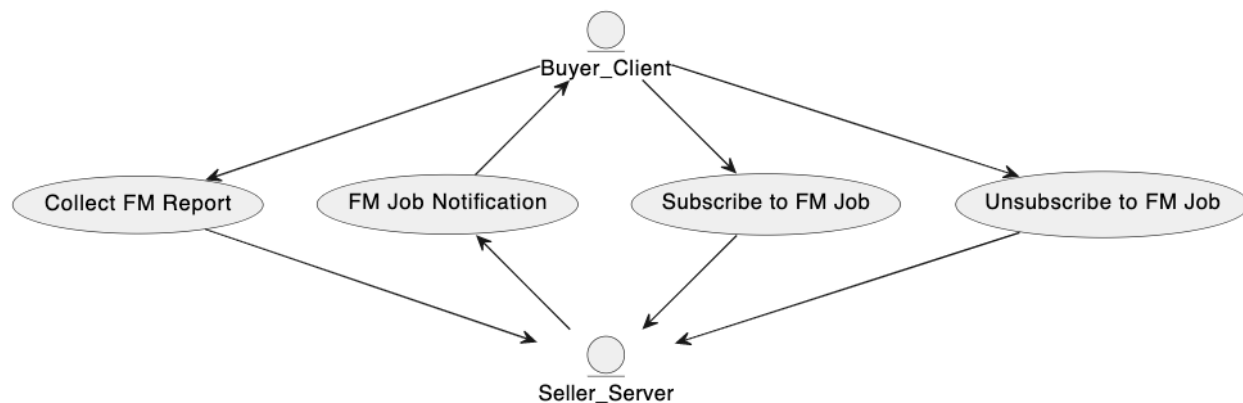 Buyer_Client
Collect FM Report
FM Job Notification
Subscribe to FM Job
Unsubscribe to FM Job
Seller_Server